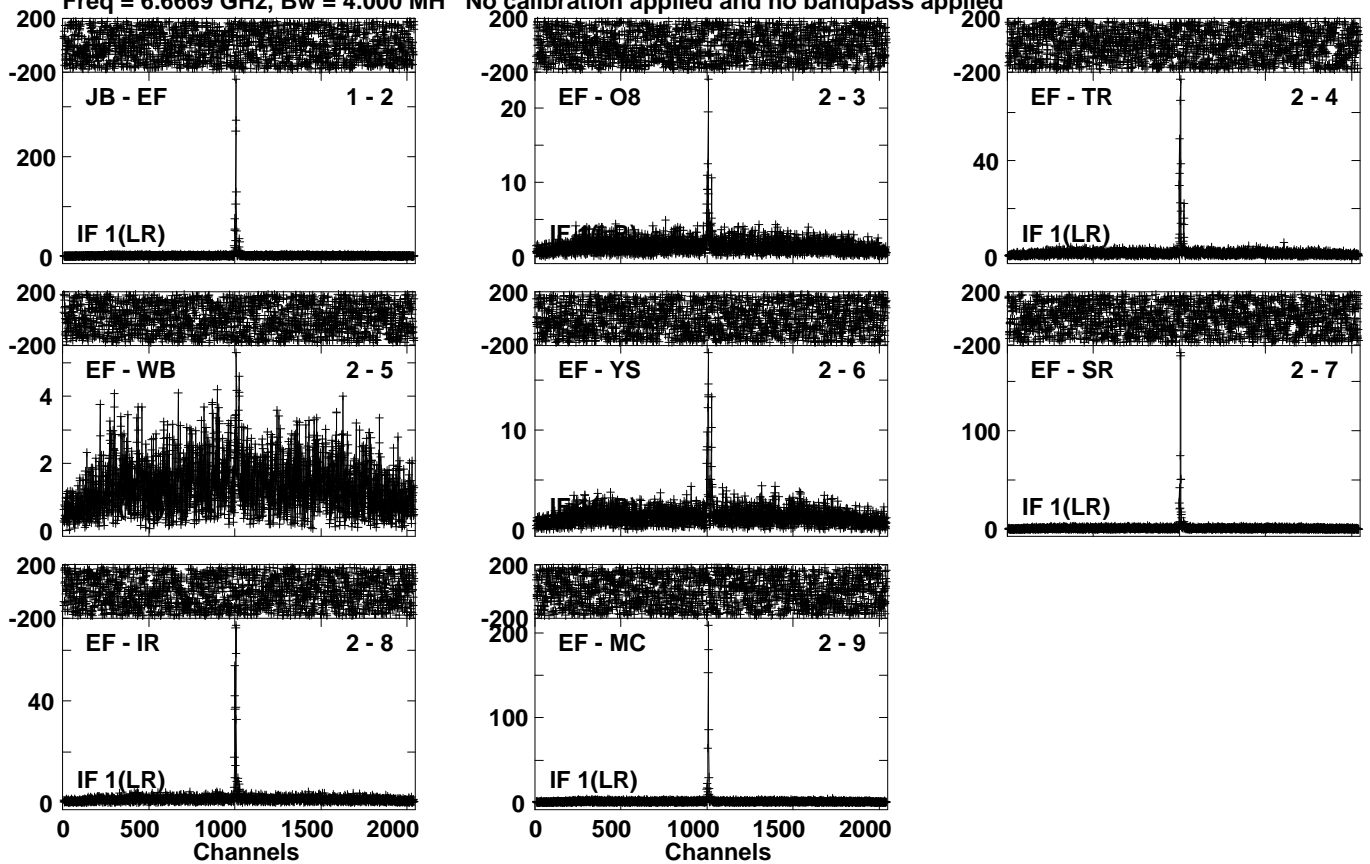 Freq = 6.6669 GHz, Bw = 4.000 MH No calibration applied and no bandpass applied
200 200 200
-200 -200 -200
JB - EF 1 - 2 EF - O8 2 - 3 EF - TR 2 - 4
20
200 40
10
IF 1(LR) IF 1(LR)
0 0 0
200 200 200
-200 -200 -200
EF - WB 2 - 5 EF - YS 2 - 6 EF - SR 2 - 7
4
10 100
2
IF 1(LR)
0 0 0
200 200
-200 -200
200
EF - IR 2 - 8 EF - MC 2 - 9
40 100
IF 1(LR) IF 1(LR)
0 0
0 500 1000 1500 2000 0 500 1000 1500 2000
Channels Channels